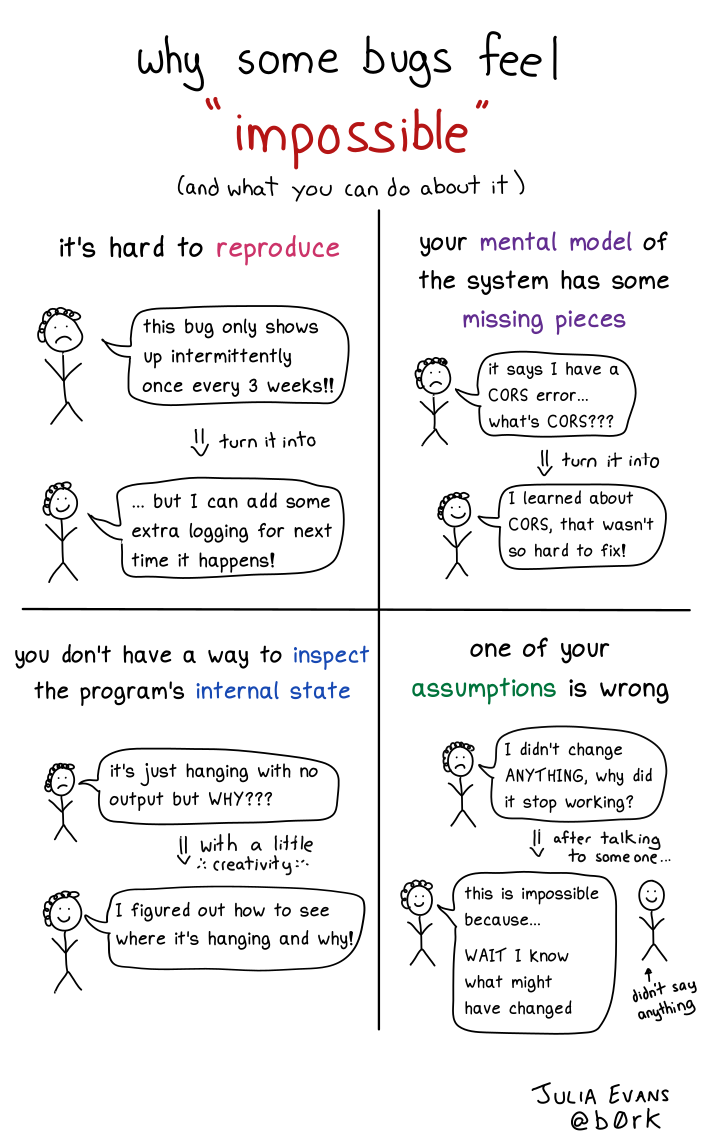 why some bugs feel
"impossible"
(and what you can do about it)
it's hard to reproduce
this bug only shows
up intermittently
once every 3 weeks!!
turn it into
... but I can add some
extra logging for next
time it happens!
your mental model of
the system has some
missing pieces
it says I have a
CORS error...
what's CORS???
turn it into
I learned about
CORS, that wasn't
so hard to fix!
you don't have a way to inspect
the program's internal state
it's just hanging with no
output but WHY???
with a little
creativity
I figured out how to see
where it's hanging and why!
one of your
assumptions is wrong
I didn't change
ANYTHING, why did
it stop working?
after talking
to someone...
this is impossible
because...
WAIT I know
what might
have changed
didn't say
anything
JULIA EVANS
@b0rk